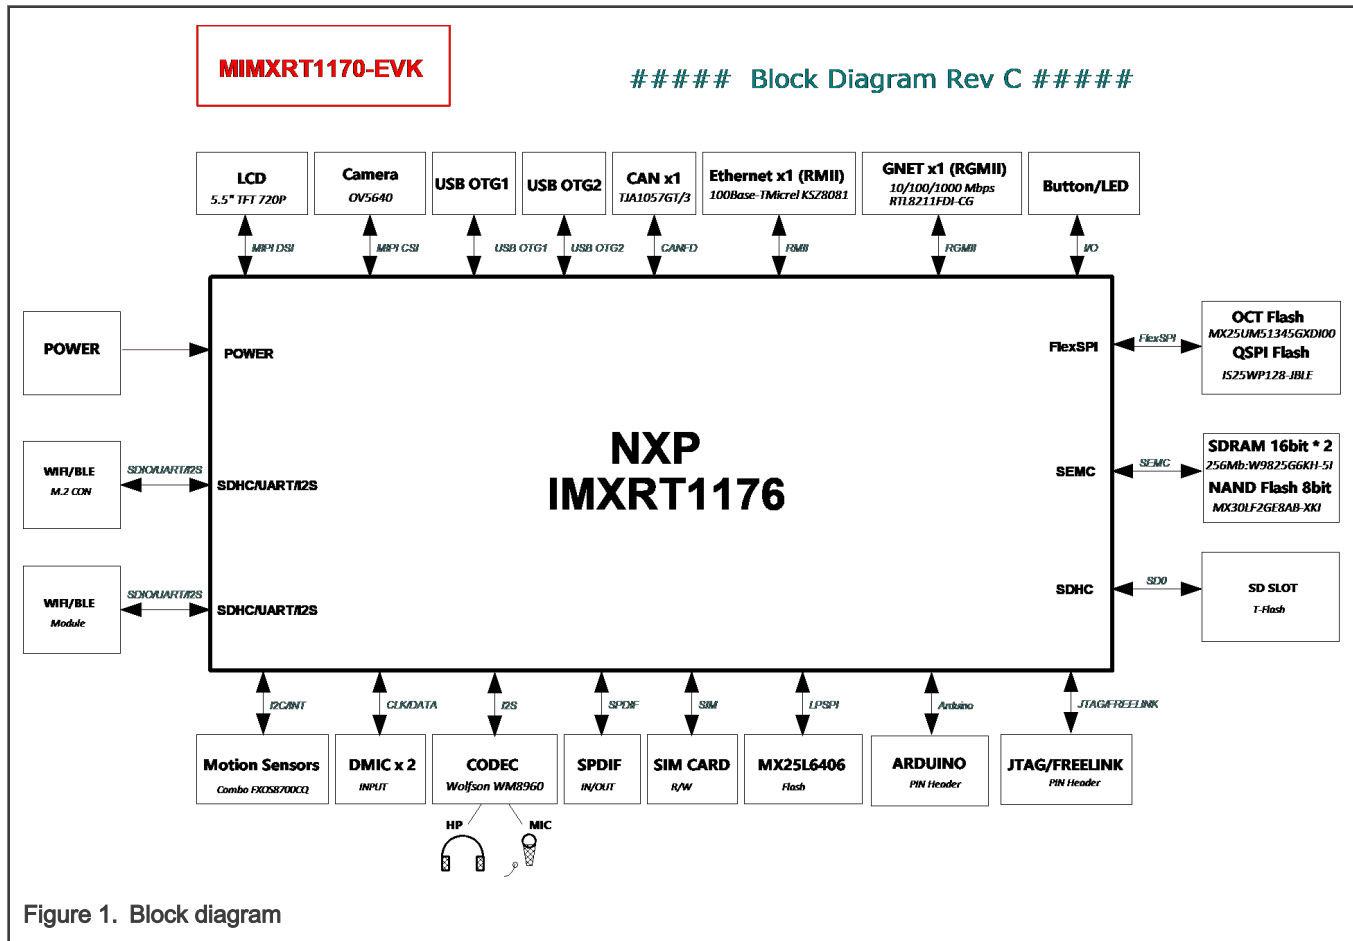 MIMXRT1170-EVK
##### Block Diagram Rev C #####
LCD
5.5" TFT 720P
Camera
OV5640
USB OTG1
USB OTG2
CAN x1
TJA1057GT/3
Ethernet x1 (RMII)
100Base-TMicrel KSZ8081
GNET x1 (RGMII)
10/100/1000 Mbps
RTL8211FDI-CG
Button/LED
MIPI DSI
MIPI CSI
USB OTG1
USB OTG2
CANFD
RMII
RGMII
I/O
POWER
POWER
WIFI/BLE
M.2 CON
SDIO/UART/I2S
SDHC/UART/I2S
WIFI/BLE
Module
SDIO/UART/I2S
SDHC/UART/I2S
NXP
IMXRT1176
FlexSPI
FlexSPI
OCT Flash
MX25UM51345GXDI00
QSPI Flash
IS25WP128-JBLE
SEMC
SEMC
SDRAM 16bit * 2
256Mb:W9825G6KH-5I
NAND Flash 8bit
MX30LF2GE8AB-XKI
SDHC
SD0
SD SLOT
T-Flash
I2C/INT
CLK/DATA
I2S
SPDIF
SIM
LPSPI
Arduino
JTAG/FREELINK
Motion Sensors
Combo FXOS8700CQ
DMIC x 2
INPUT
CODEC
Wolfson WM8960
SPDIF
IN/OUT
SIM CARD
R/W
MX25L6406
Flash
ARDUINO
PIN Header
JTAG/FREELINK
PIN Header
HP
MIC
Figure 1. Block diagram